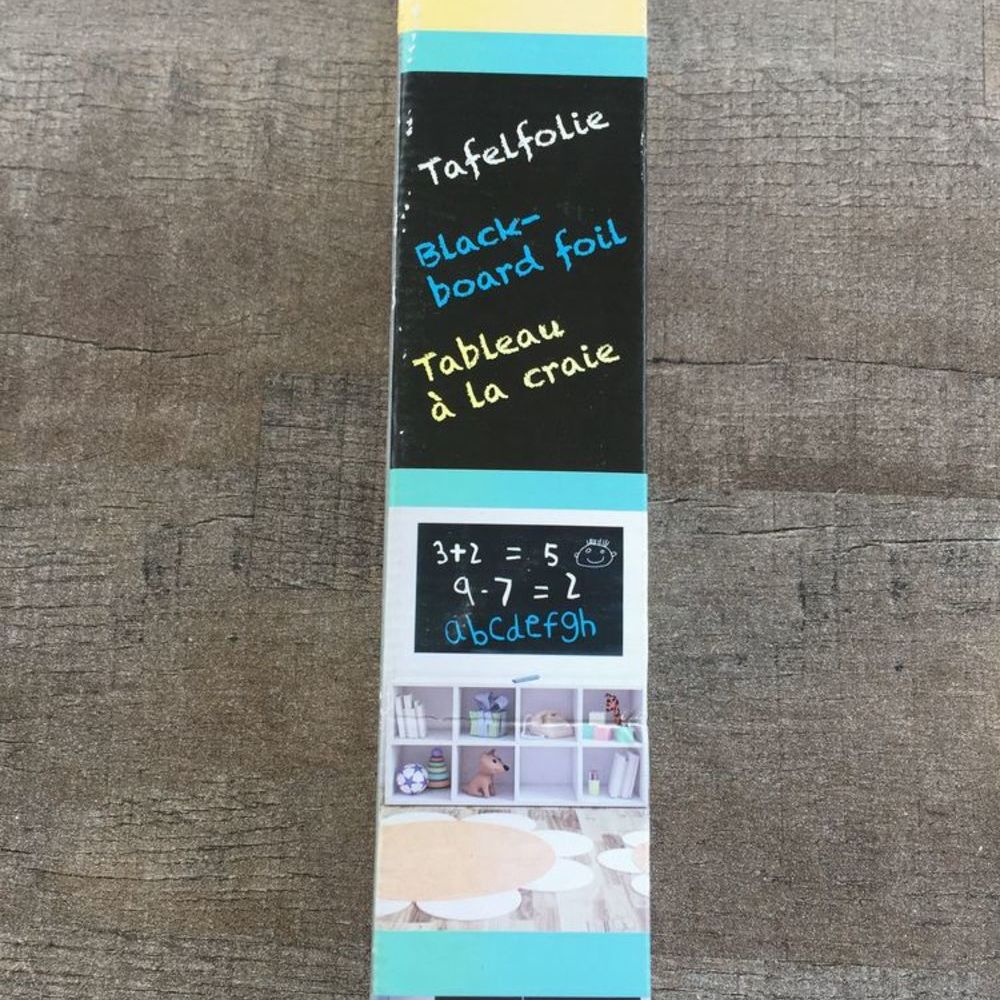 Tafelfolie
Black-
board foil
Tableau
à la craie
3+2 = 5
9-7 = 2
abcdefgh